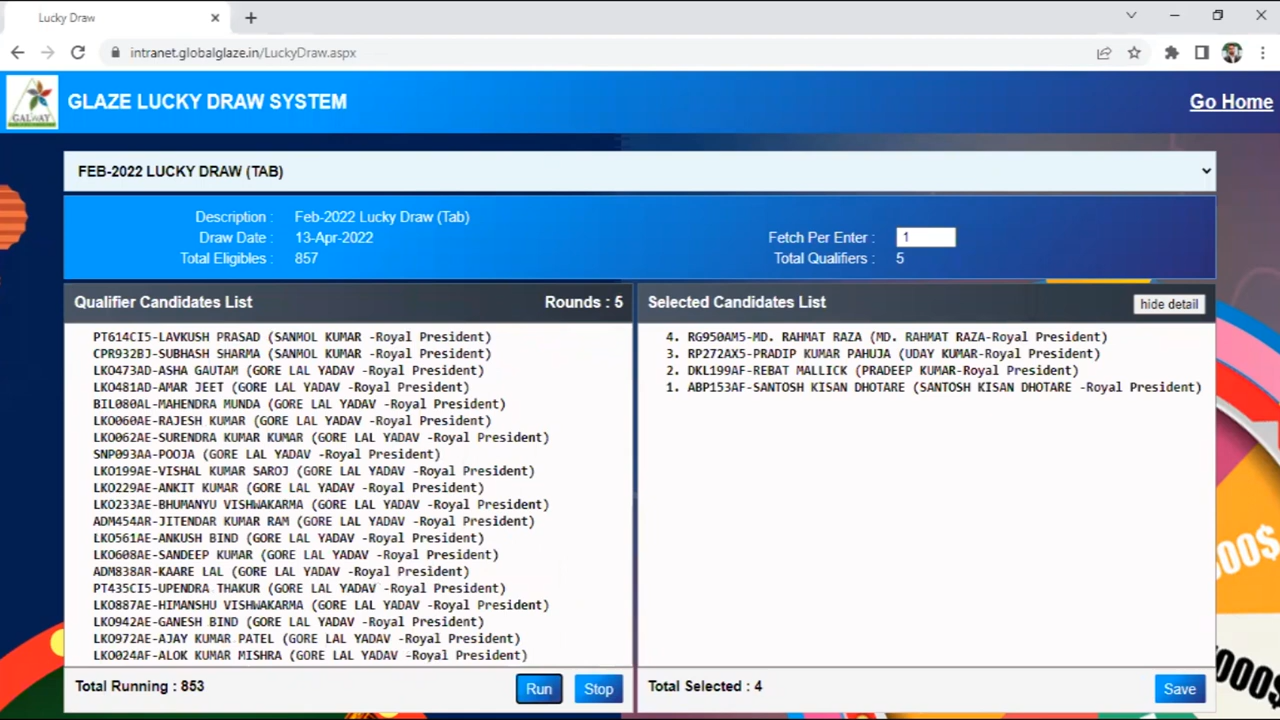 Lucky Draw
intranet.globalglaze.in/LuckyDraw.aspx
GALWAY
GLAZE LUCKY DRAW SYSTEM
Go Home
FEB-2022 LUCKY DRAW (TAB)
Description : Feb-2022 Lucky Draw (Tab)
Draw Date : 13-Apr-2022
Fetch Per Enter : 1
Total Eligibles : 857
Total Qualifiers : 5
Qualifier Candidates List
Rounds : 5
PT614CI5-LAVKUSH PRASAD (SANMOL KUMAR -Royal President)
CPR932BJ-SUBHASH SHARMA (SANMOL KUMAR -Royal President)
LKO473AD-ASHA GAUTAM (GORE LAL YADAV -Royal President)
LKO481AD-AMAR JEET (GORE LAL YADAV -Royal President)
BIL080AL-MAHENDRA MUNDA (GORE LAL YADAV -Royal President)
LKO060AE-RAJESH KUMAR (GORE LAL YADAV -Royal President)
LKO062AE-SURENDRA KUMAR KUMAR (GORE LAL YADAV -Royal President)
SNP093AA-POOJA (GORE LAL YADAV -Royal President)
LKO199AE-VISHAL KUMAR SAROJ (GORE LAL YADAV -Royal President)
LKO229AE-ANKIT KUMAR (GORE LAL YADAV -Royal President)
LKO233AE-BHUMANYU VISHWAKARMA (GORE LAL YADAV -Royal President)
ADM454AR-JITENDAR KUMAR RAM (GORE LAL YADAV -Royal President)
LKO561AE-ANKUSH BIND (GORE LAL YADAV -Royal President)
LKO608AE-SANDEEP KUMAR (GORE LAL YADAV -Royal President)
ADM838AR-KAARE LAL (GORE LAL YADAV -Royal President)
PT435CI5-UPENDRA THAKUR (GORE LAL YADAV -Royal President)
LKO887AE-HIMANSHU VISHWAKARMA (GORE LAL YADAV -Royal President)
LKO942AE-GANESH BIND (GORE LAL YADAV -Royal President)
LKO972AE-AJAY KUMAR PATEL (GORE LAL YADAV -Royal President)
LKO024AF-ALOK KUMAR MISHRA (GORE LAL YADAV -Royal President)
Total Running : 853
Run
Stop
Selected Candidates List
hide detail
4. RG950AM5-MD. RAHMAT RAZA (MD. RAHMAT RAZA-Royal President)
3. RP272AX5-PRADIP KUMAR PAHUJA (UDAY KUMAR-Royal President)
2. DKL199AF-REBAT MALLICK (PRADEEP KUMAR-Royal President)
1. ABP153AF-SANTOSH KISAN DHOTARE (SANTOSH KISAN DHOTARE -Royal President)
Total Selected : 4
Save
000$
000$